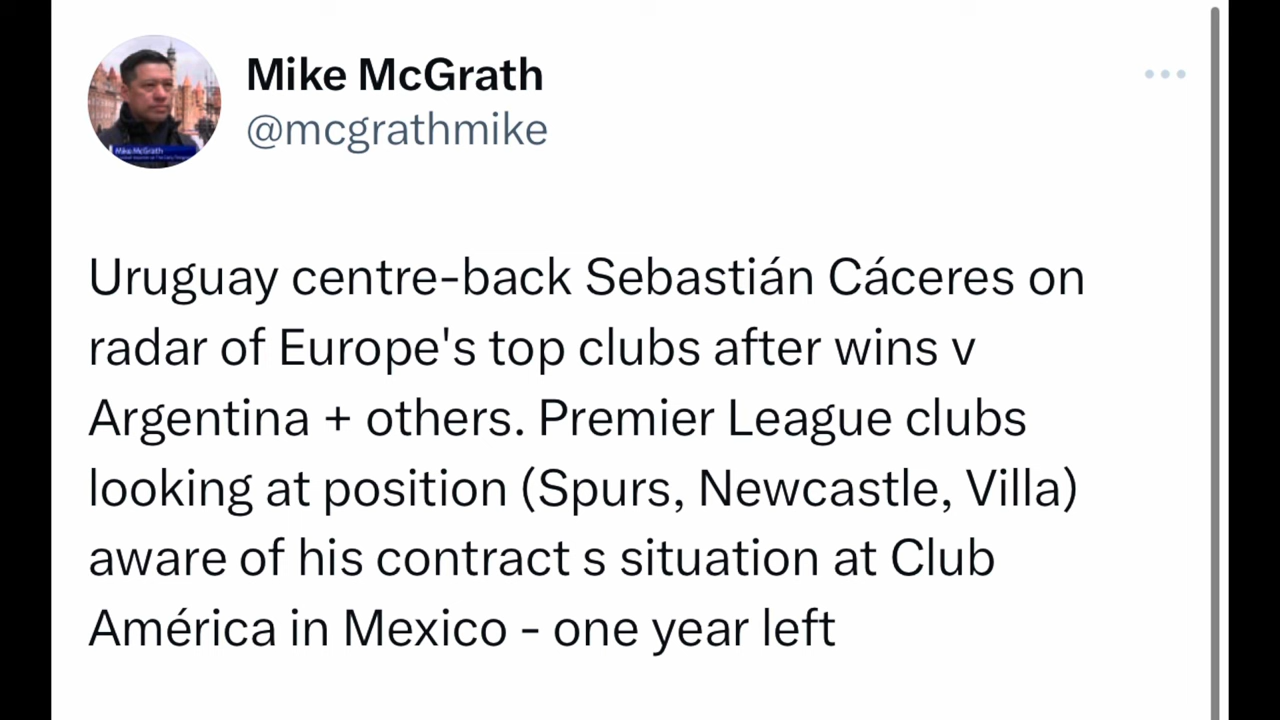 Mike McGrath
@mcgrathmike
Uruguay centre-back Sebastián Cáceres on
radar of Europe's top clubs after wins v
Argentina + others. Premier League clubs
looking at position (Spurs, Newcastle, Villa)
aware of his contract s situation at Club
América in Mexico - one year left
Mike McGrath